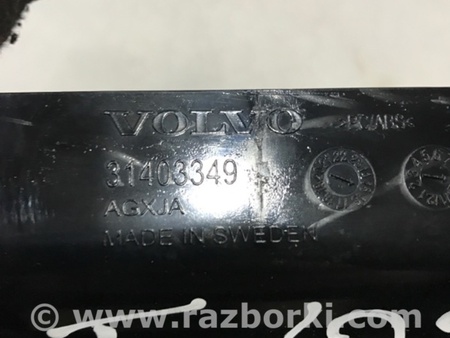 VOLVO
31403349
AGXJA
MADE IN SWEDEN
© www.razborki.com